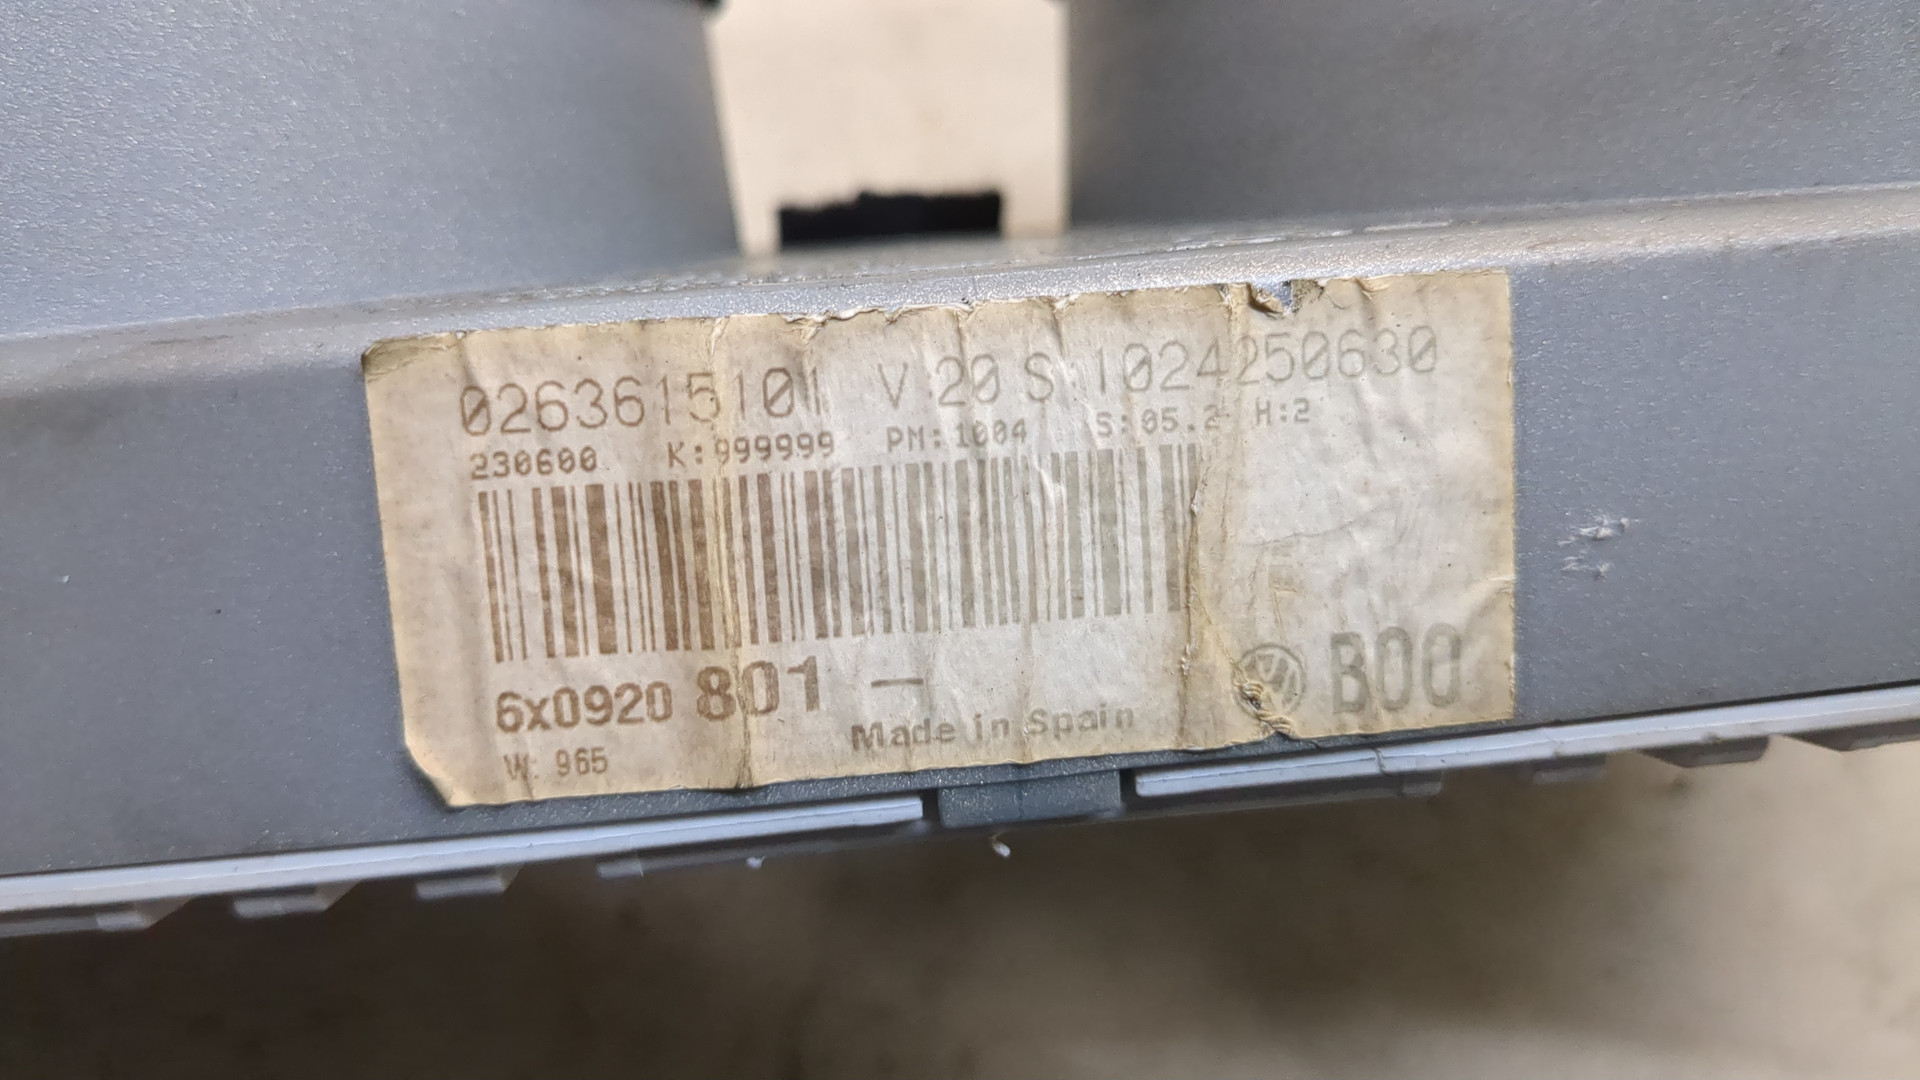 0263615101 V:20 S:1024250630
230600 K:999999 PM:1004 S:05.2 H:2
6x0920 801 –
Made in Spain
B00
W: 965